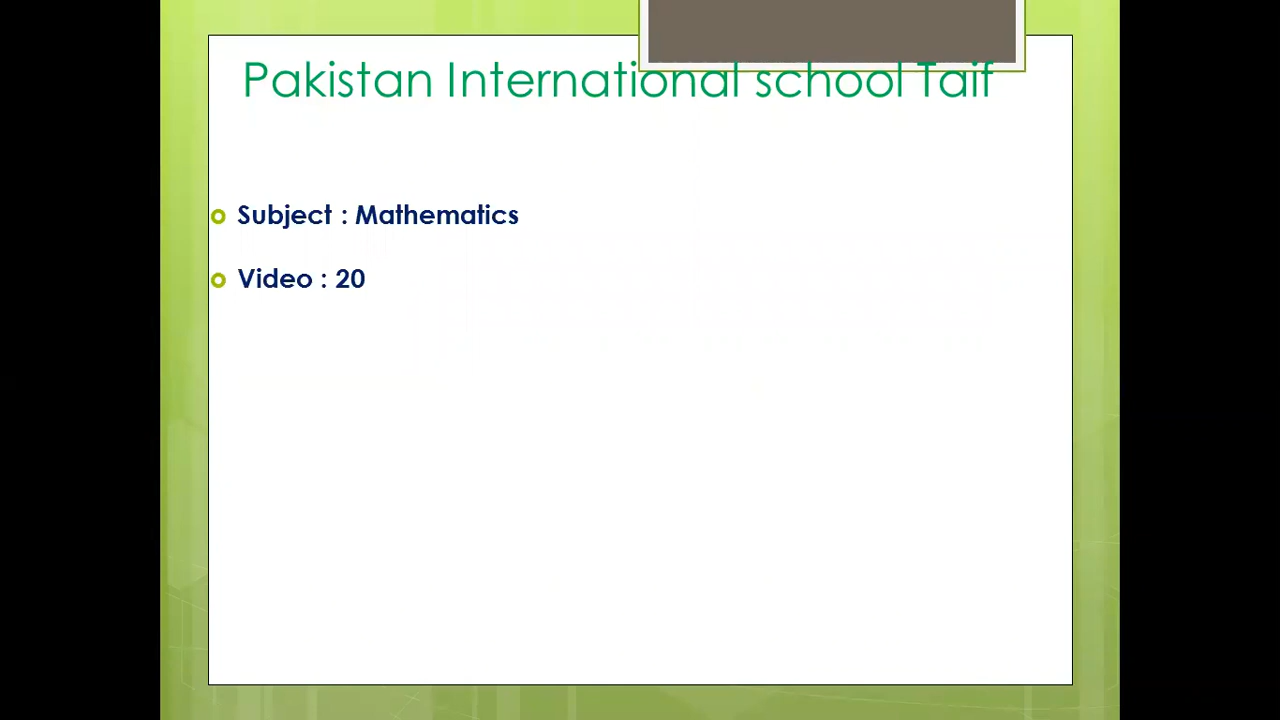 Pakistan International school Taif
Subject : Mathematics
Video : 20